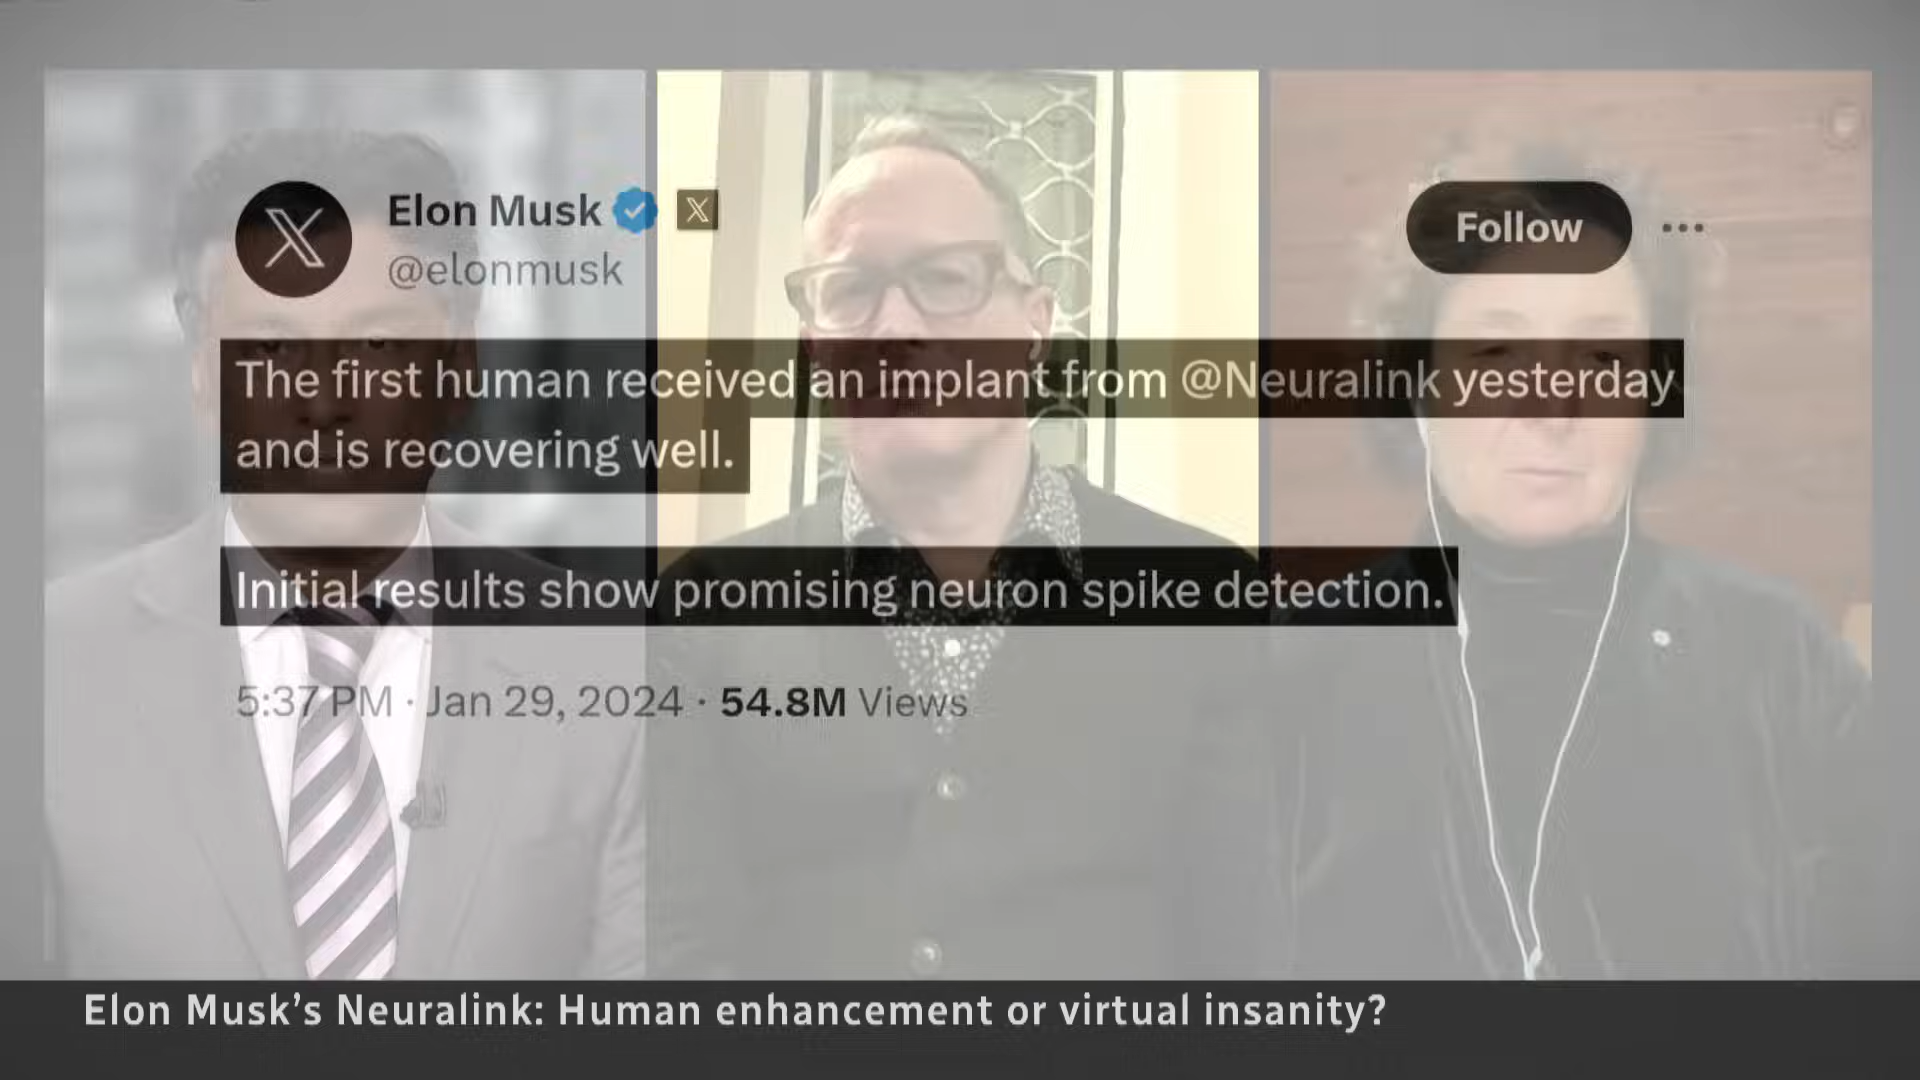 Elon Musk
@elonmusk
Follow
The first human received an implant from @Neuralink yesterday
and is recovering well.
Initial results show promising neuron spike detection.
5:37 PM · Jan 29, 2024 · 54.8M Views
Elon Musk’s Neuralink: Human enhancement or virtual insanity?